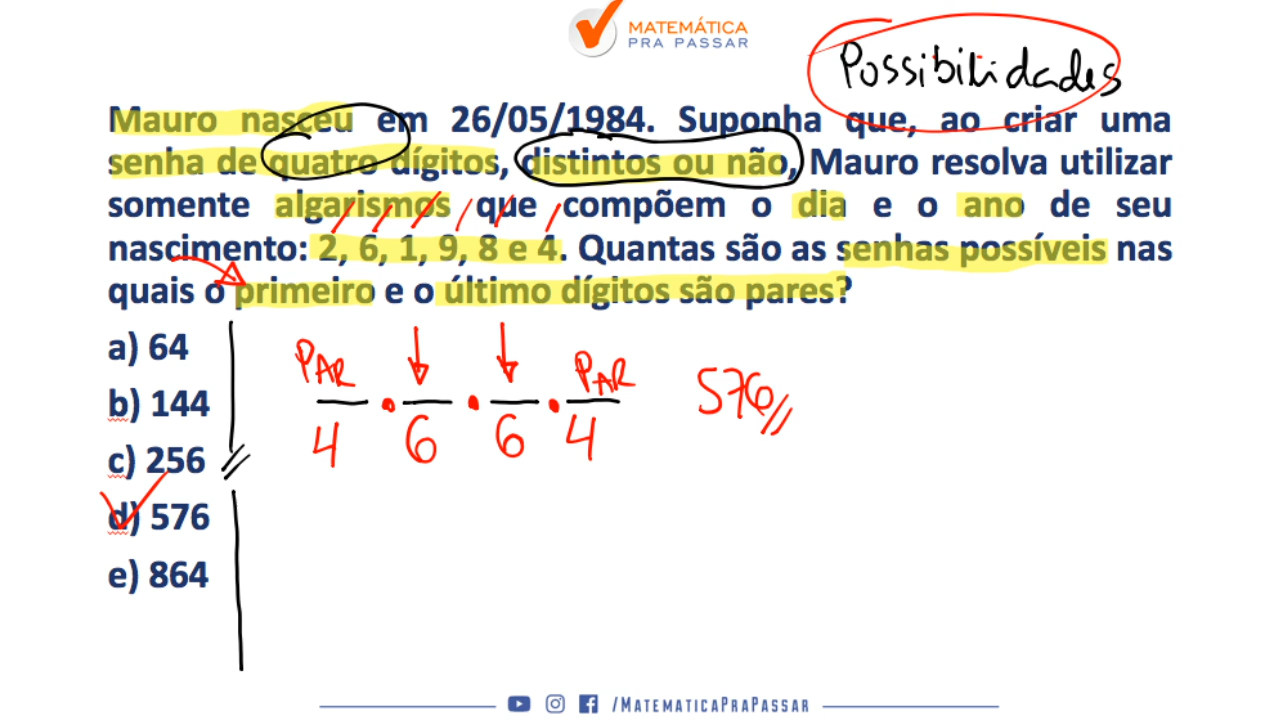 MATEMÁTICA
PRA PASSAR
Possibilidades
Mauro nasceu em 26/05/1984. Suponha que, ao criar uma
senha de quatro dígitos, distintos ou não, Mauro resolva utilizar
somente algarismos que compõem o dia e o ano de seu
nascimento: 2, 6, 1, 9, 8 e 4. Quantas são as senhas possíveis nas
quais o primeiro e o último dígitos são pares?
a) 64
b) 144
c) 256
d) 576
e) 864
PAR PAR
4 . 6 . 6 . 4 576
/MATEMATICAPRAPASSAR